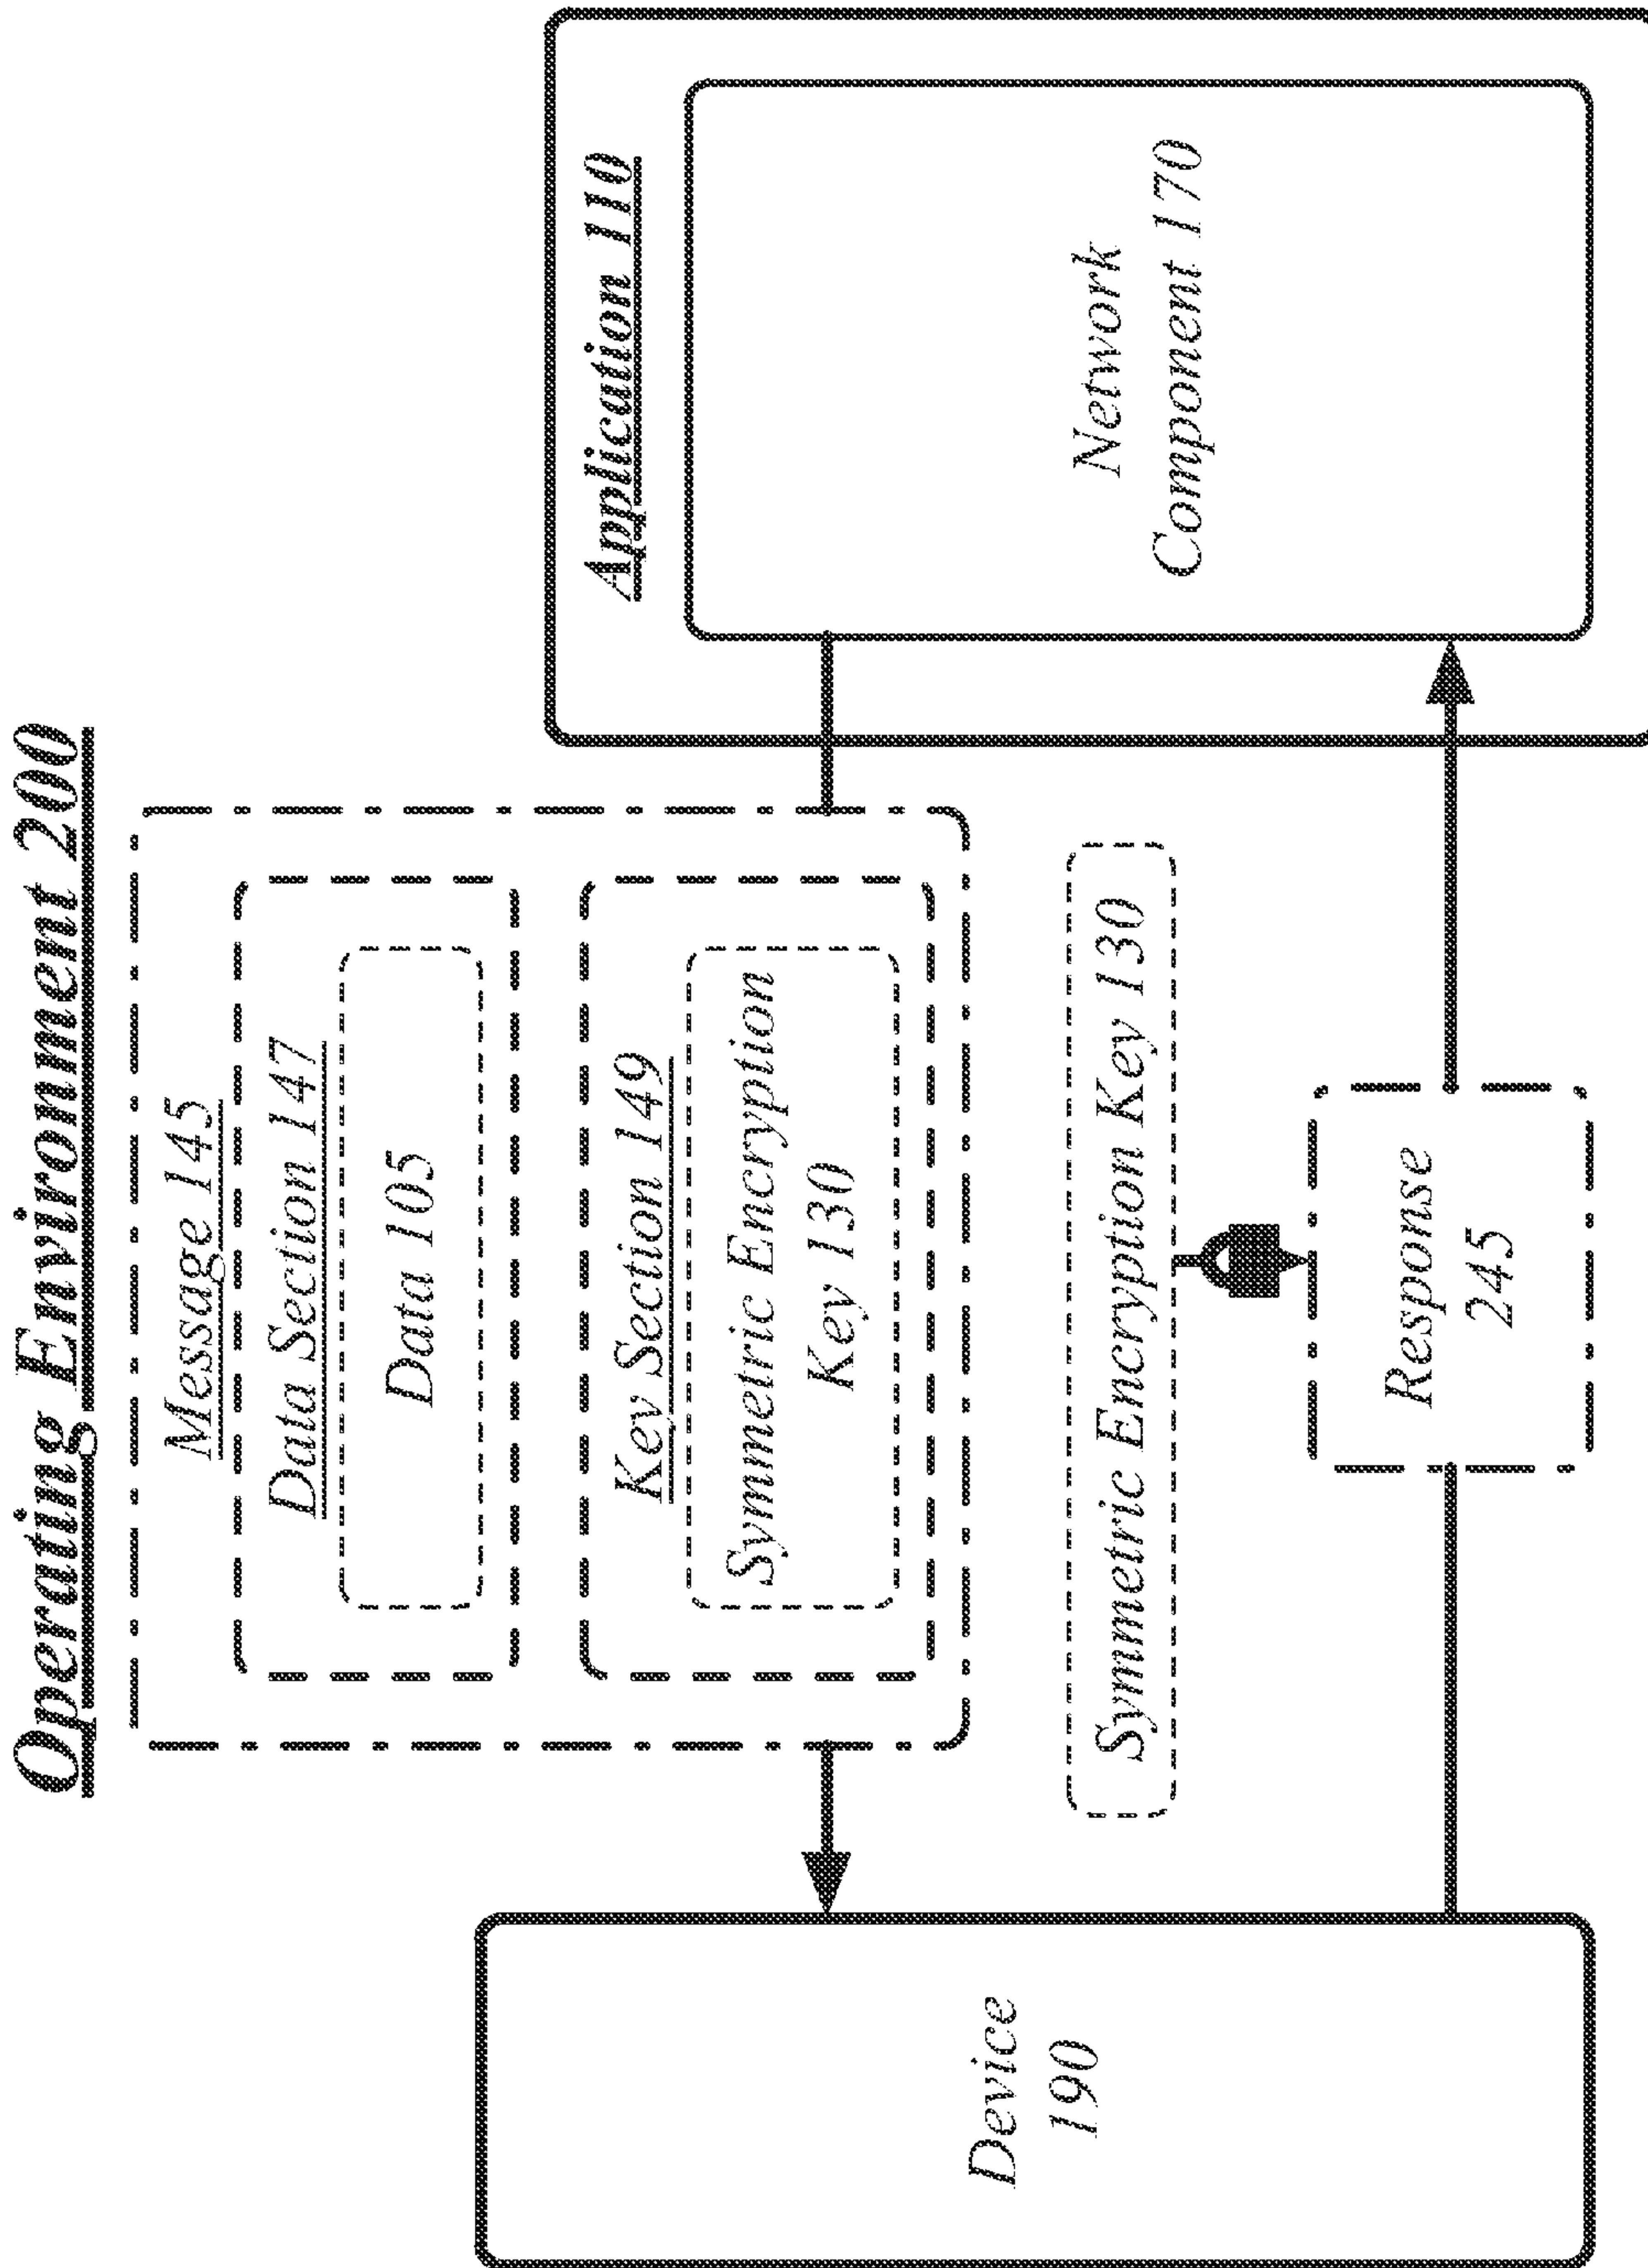 Operating Environment 200
Message 145
Data Section 147
Data 105
Key Section 149
Symmetric Encryption
Key 130
Symmetric Encryption Key 130
Response
245
Device
190
Application 110
Network
Component 170